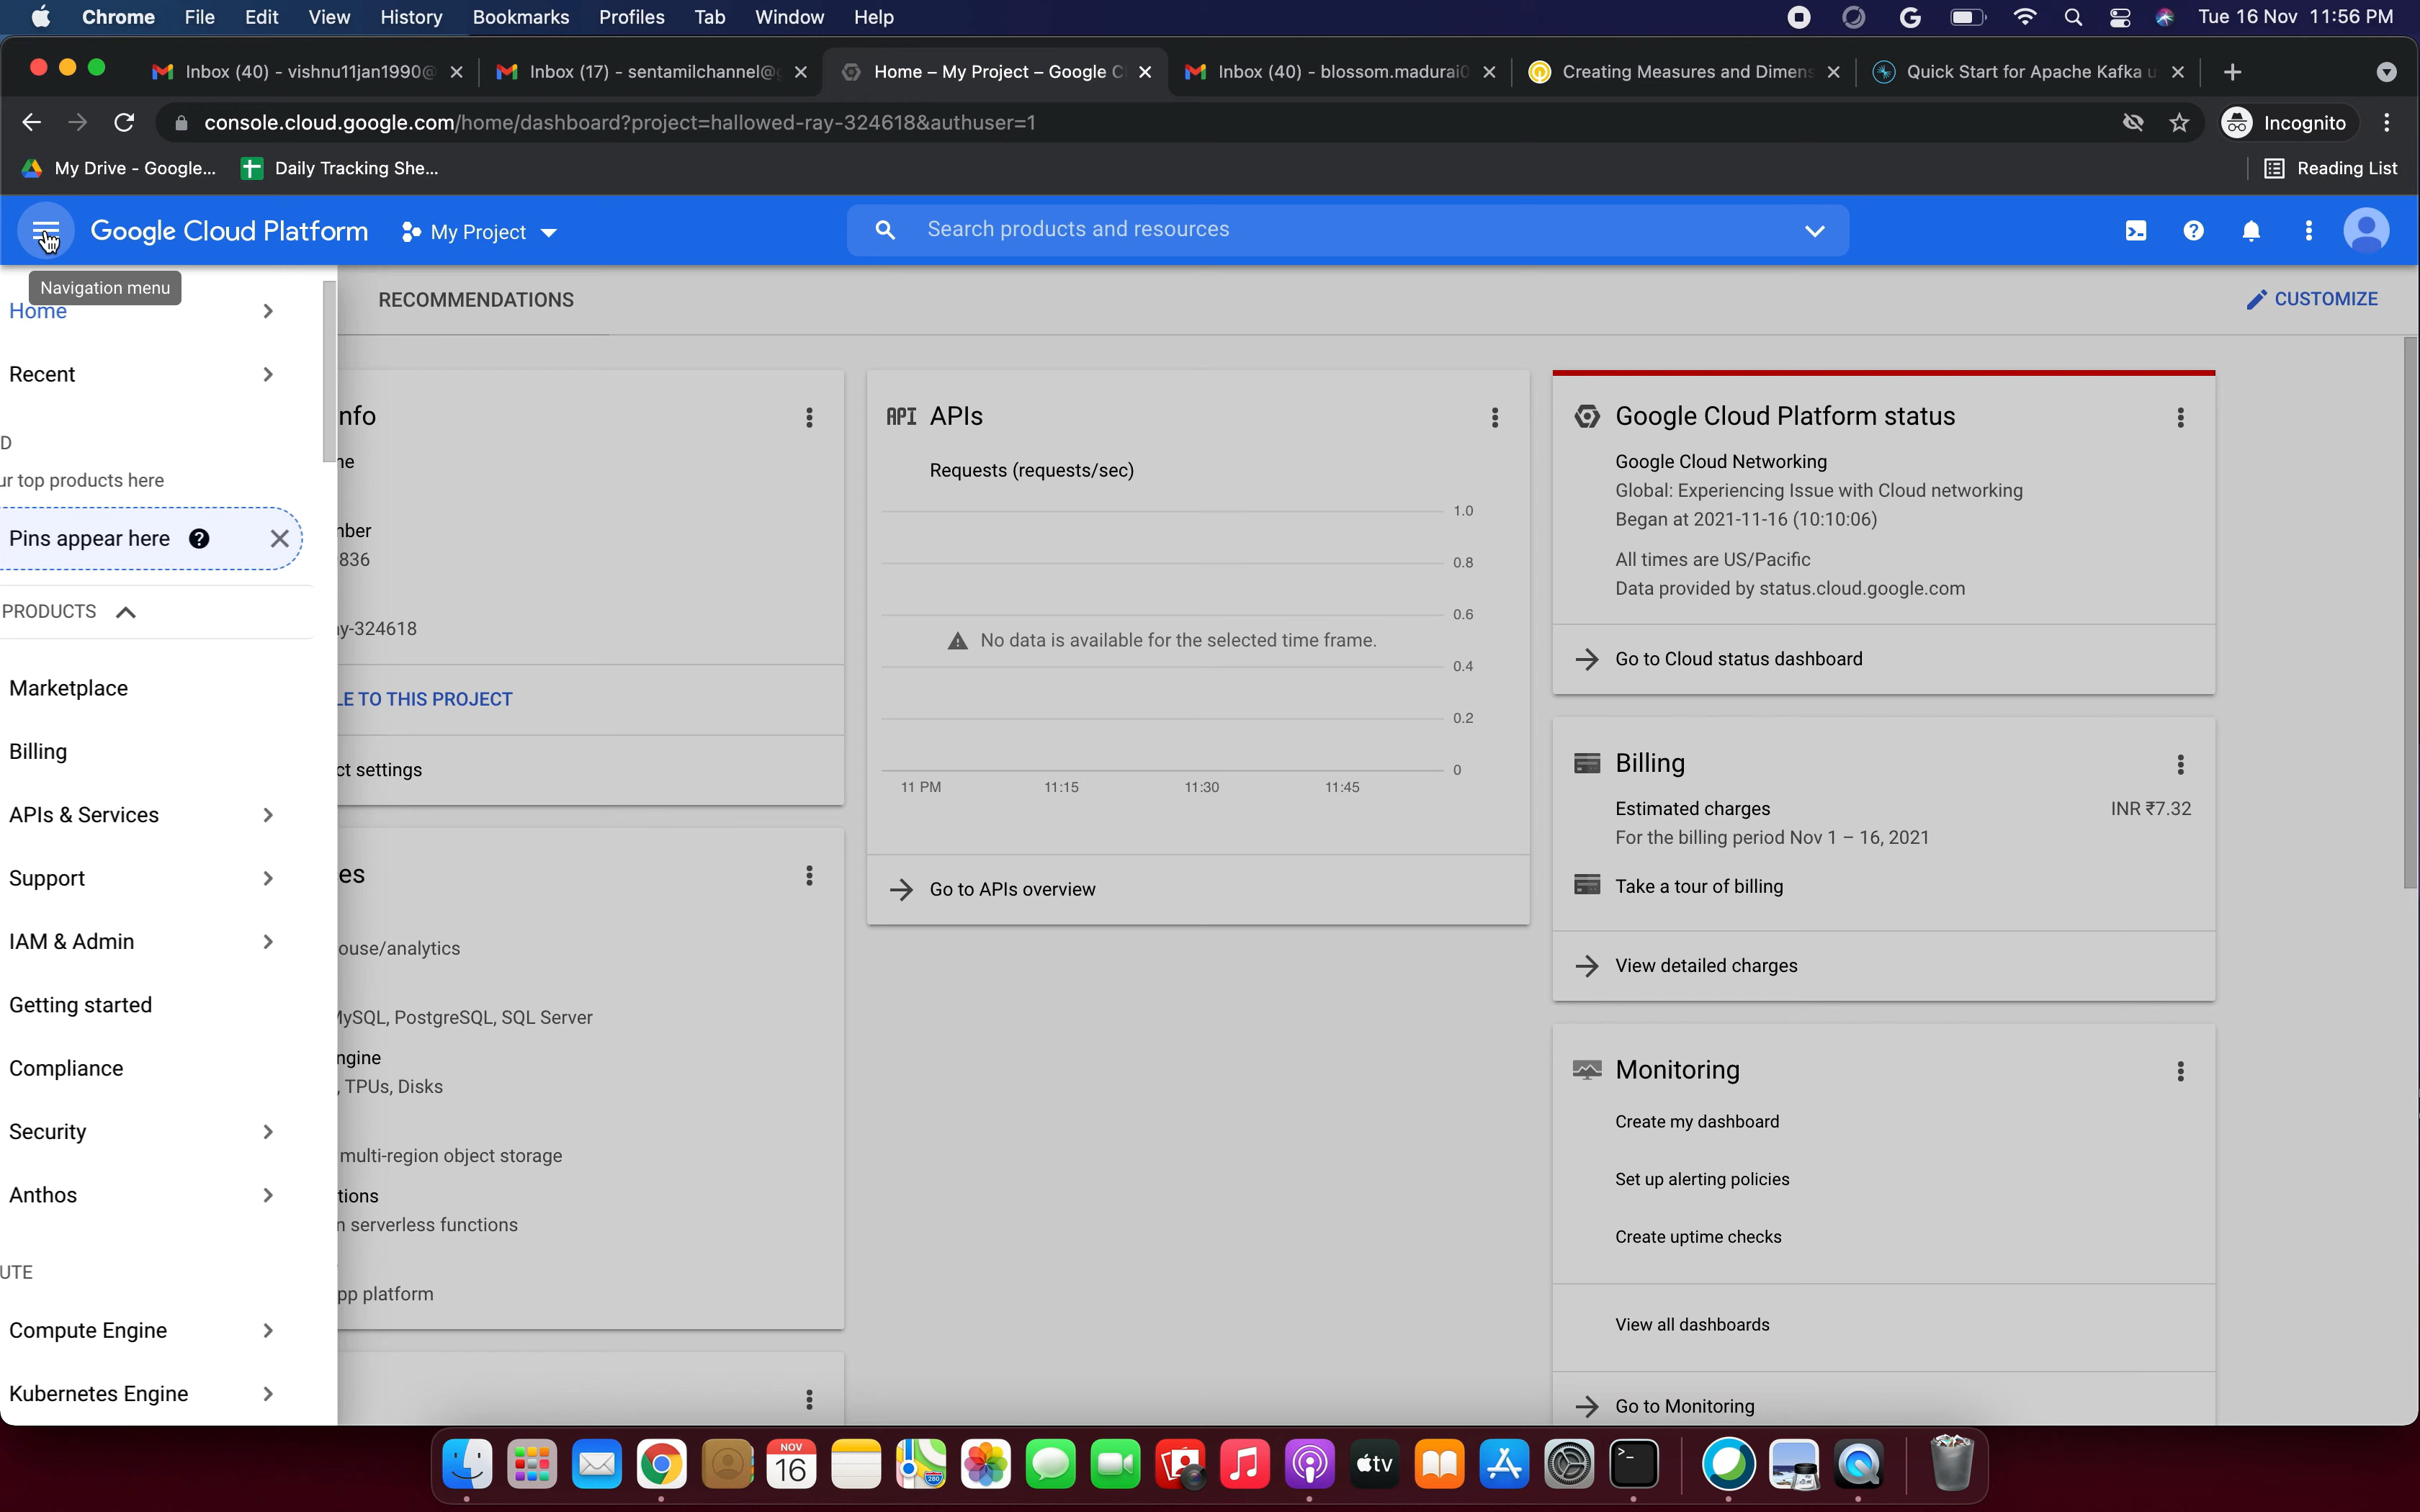 Chrome File Edit View History Bookmarks Profiles Tab Window Help Tue 16 Nov 11:56 PM
Inbox (40) - vishnu11jan1990@ Inbox (17) - sentamilchannel@ Home – My Project – Google C Inbox (40) - blossom.madurai0 Creating Measures and Dimens Quick Start for Apache Kafka u
console.cloud.google.com/home/dashboard?project=hallowed-ray-324618&authuser=1 Incognito
My Drive - Google... Daily Tracking She... Reading List
Google Cloud Platform My Project Search products and resources
Navigation menu
Home
Recent
D
ur top products here
Pins appear here
PRODUCTS
Marketplace
Billing
APIs & Services
Support
IAM & Admin
Getting started
Compliance
Security
Anthos
UTE
Compute Engine
Kubernetes Engine
RECOMMENDATIONS
CUSTOMIZE
nfo
ne
nber
836
ay-324618
LE TO THIS PROJECT
ct settings
es
ouse/analytics
MySQL, PostgreSQL, SQL Server
ngine
, TPUs, Disks
multi-region object storage
tions
n serverless functions
pp platform
API APIs
Requests (requests/sec)
1.0
0.8
0.6
No data is available for the selected time frame.
0.4
0.2
0
11 PM 11:15 11:30 11:45
Go to APIs overview
Google Cloud Platform status
Google Cloud Networking
Global: Experiencing Issue with Cloud networking
Began at 2021-11-16 (10:10:06)
All times are US/Pacific
Data provided by status.cloud.google.com
Go to Cloud status dashboard
Billing
Estimated charges INR ₹7.32
For the billing period Nov 1 – 16, 2021
Take a tour of billing
View detailed charges
Monitoring
Create my dashboard
Set up alerting policies
Create uptime checks
View all dashboards
Go to Monitoring
NOV
16
280
tv